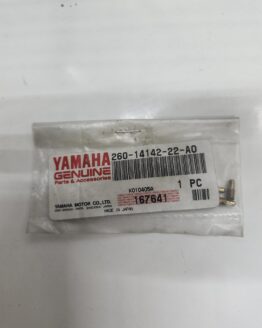 YAMAHA
GENUINE
Parts & Accessories
260-14142-22-A0
1 PC
YAMAHA MOTOR CO.,LTD.
167641
MADE IN JAPAN